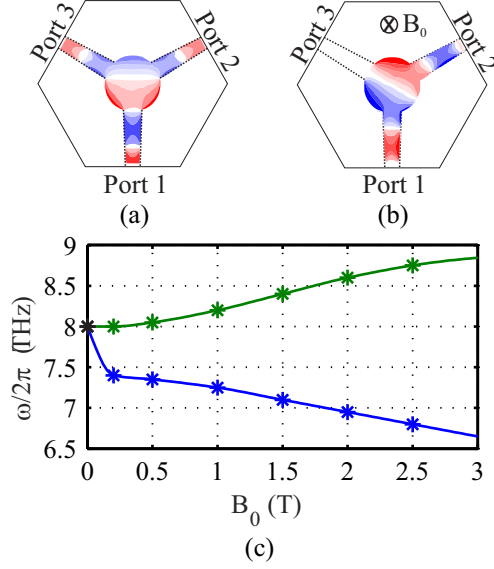 Port 3
Port 2
Port 1
(a)
Port 3
⊗ B₀
Port 2
Port 1
(b)
9
8.5
8
7.5
7
6.5
ω/2π (THz)
0 0.5 1 1.5 2 2.5 3
B₀ (T)
(c)